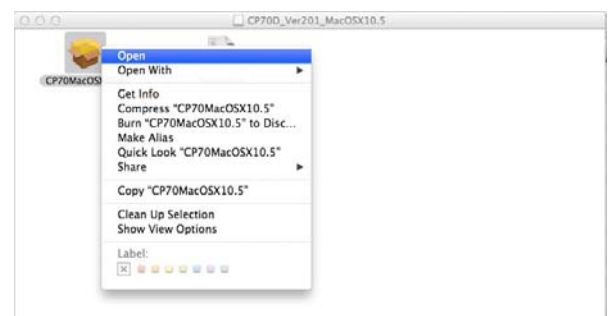 CP70D_Ver201_MacOSX10.5
CP70MacOS
Open
Open With
Get Info
Compress "CP70MacOSX10.5"
Burn "CP70MacOSX10.5" to Disc...
Make Alias
Quick Look "CP70MacOSX10.5"
Share
Copy "CP70MacOSX10.5"
Clean Up Selection
Show View Options
Label: